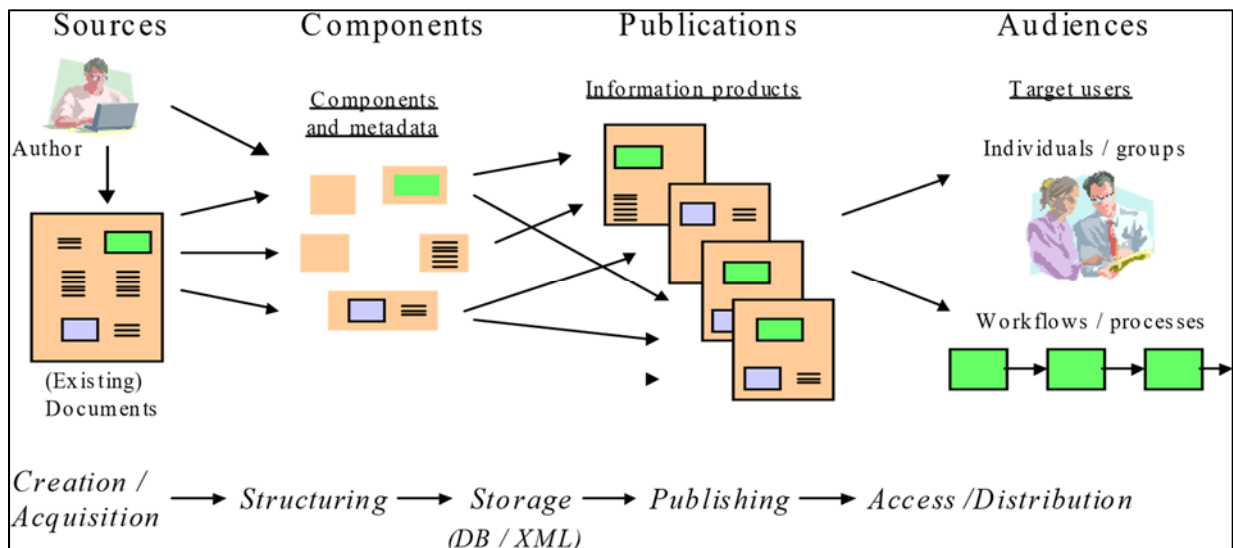 Sources
Components
Publications
Audiences
Components
and metadata
Information products
Target users
Author
Individuals / groups
Workflows / processes
(Existing)
Documents
Creation /
Acquisition
Structuring
Storage
(DB / XML)
Publishing
Access /Distribution